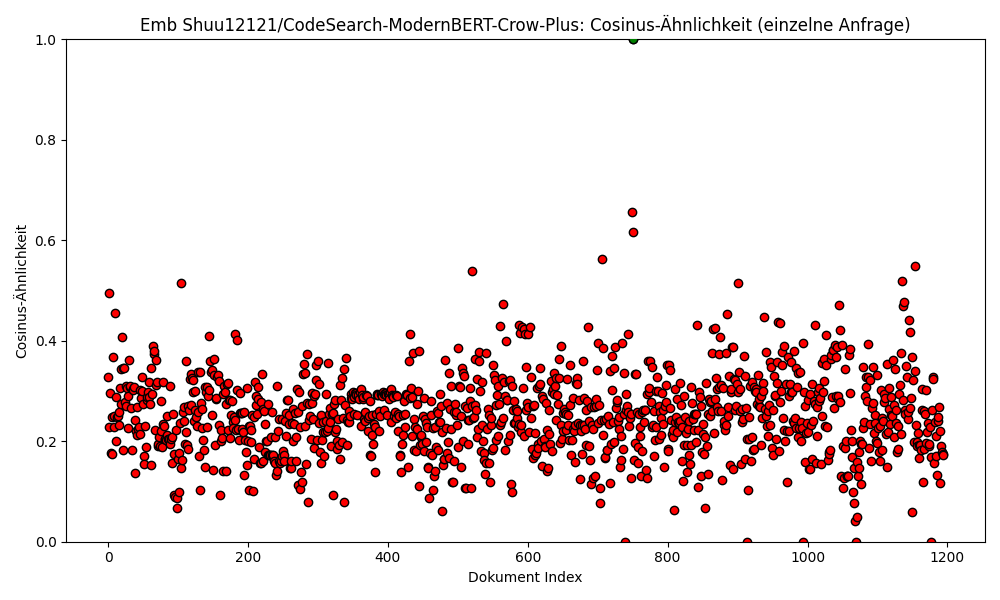 Emb Shuu12121/CodeSearch-ModernBERT-Crow-Plus: Cosinus-Ähnlichkeit (einzelne Anfrage)
1.0
0.8
0.6
0.4
0.2
0.0
Cosinus-Ähnlichkeit
0 200 400 600 800 1000 1200
Dokument Index